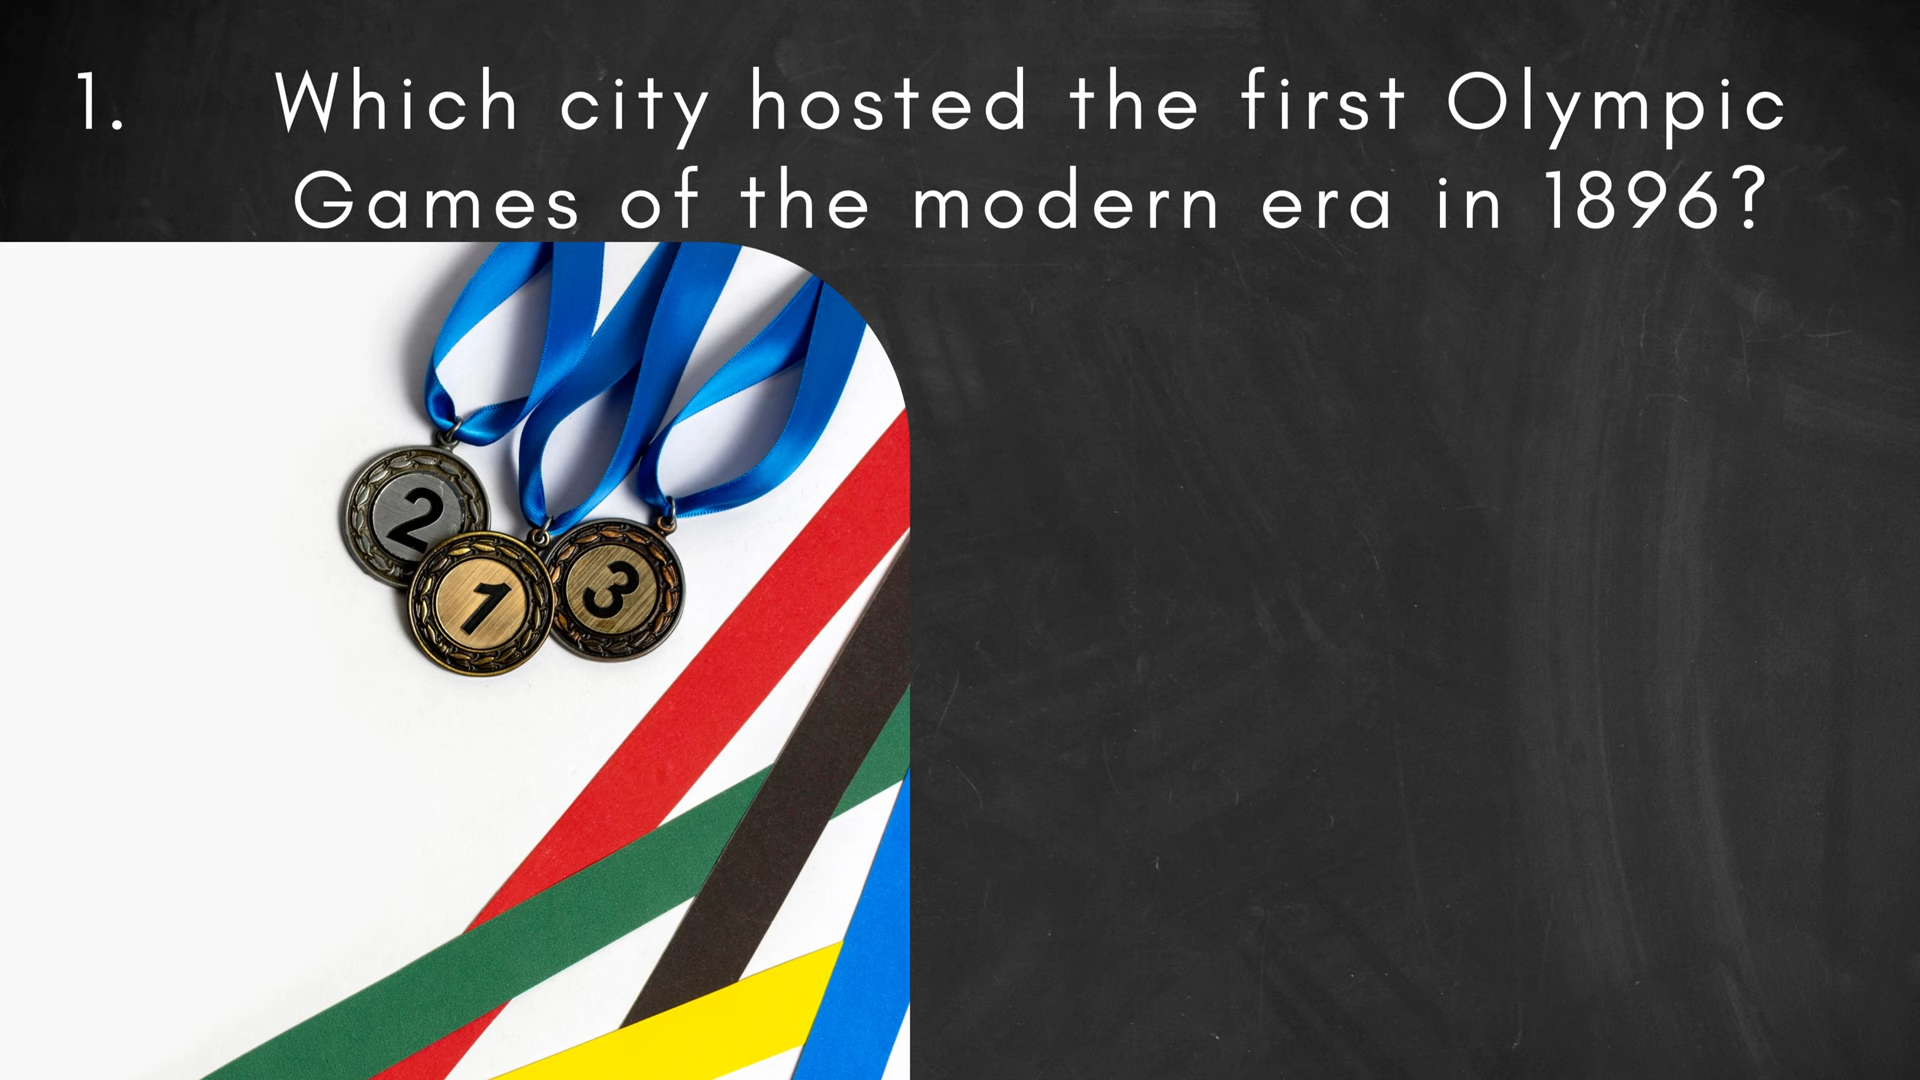 1. Which city hosted the first Olympic
Games of the modern era in 1896?
2
1
3